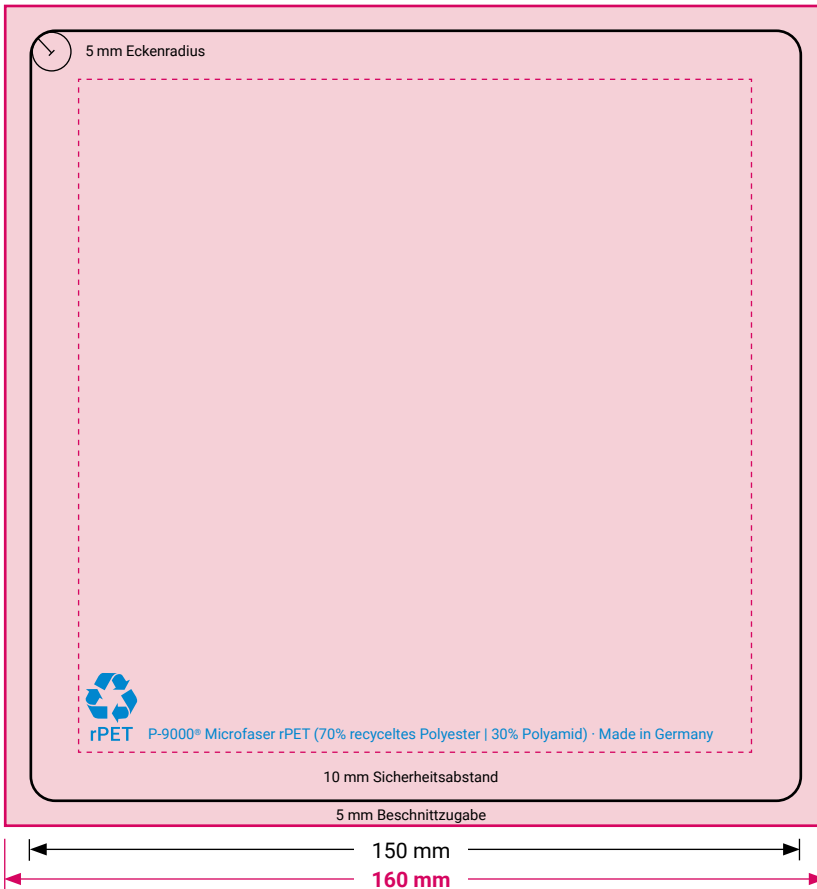 5 mm Eckenradius
rPET
P-9000® Microfaser rPET (70% recyceltes Polyester | 30% Polyamid) · Made in Germany
10 mm Sicherheitsabstand
5 mm Beschnittzugabe
150 mm
160 mm